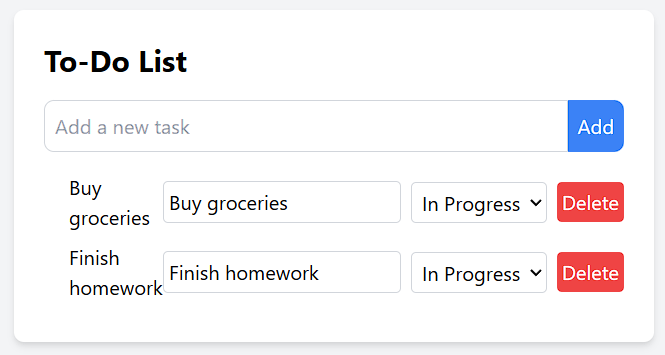 To-Do List
Add a new task Add
Buy
groceries Buy groceries In Progress Delete
Finish
homework Finish homework In Progress Delete